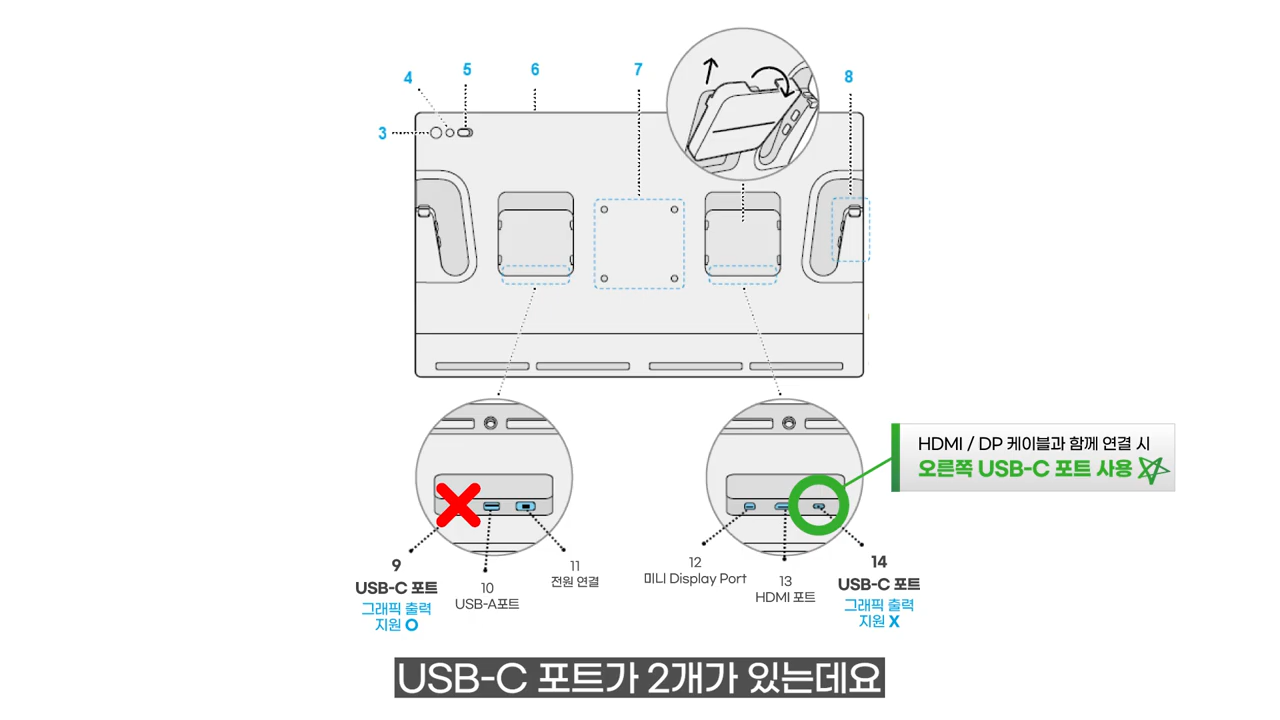 3
4
5
6
7
8
HDMI / DP 케이블과 함께 연결 시
오른쪽 USB-C 포트 사용
9
USB-C 포트
그래픽 출력
지원 O
10
USB-A포트
11
전원 연결
12
미니 Display Port
13
HDMI 포트
14
USB-C 포트
그래픽 출력
지원 X
USB-C 포트가 2개가 있는데요